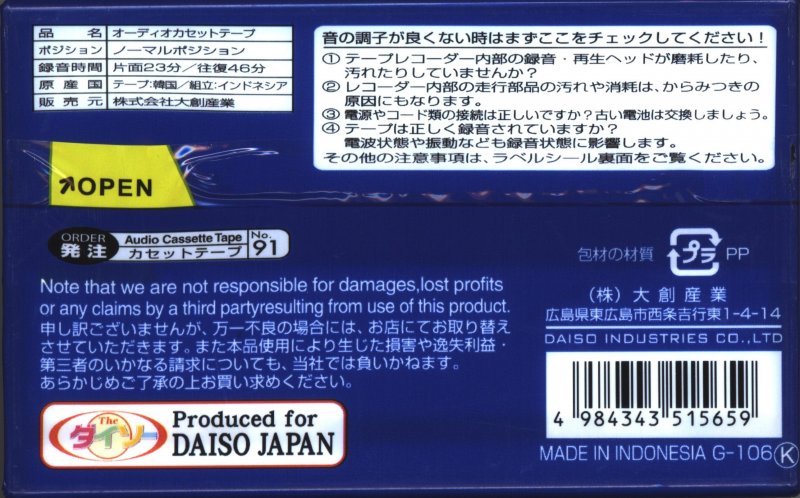 品名 オーディオカセットテープ
ポジション ノーマルポジション
録音時間 片面23分/往復46分
原産国 テープ:韓国/組立:インドネシア
販売元 株式会社大創産業
音の調子が良くない時はまずここをチェックしてください!
① テープレコーダー内部の録音・再生ヘッドが磨耗したり、
汚れたりしていませんか?
② レコーダー内部の走行部品の汚れや消耗は、からみつきの
原因にもなります。
③ 電源やコード類の接続は正しいですか?古い電池は交換しましょう。
④ テープは正しく録音されていますか?
電波状態や振動なども録音状態に影響します。
その他の注意事項は、ラベルシール裏面をご覧ください。
↗OPEN
ORDER
発注
Audio Cassette Tape
カセットテープ
No.
91
包材の材質 プラ PP
Note that we are not responsible for damages,lost profits
or any claims by a third partyresulting from use of this product.
申し訳ございませんが、万一不良の場合には、お店にてお取り替え
させていただきます。また本品使用により生じた損害や逸失利益・
第三者のいかなる請求についても、当社では負いかねます。
あらかじめご了承の上お買い求めください。
(株)大創産業
広島県東広島市西条吉行東1-4-14
DAISO INDUSTRIES CO.,LTD
4 984343 515659
MADE IN INDONESIA G-106 K
The
ダイソー
Produced for
DAISO JAPAN